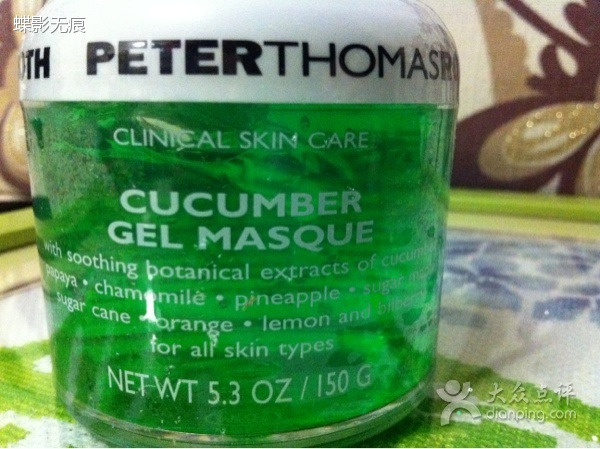 蝶影无痕
OTH PETERTHOMASR
CLINICAL SKIN CARE
CUCUMBER
GEL MASQUE
with soothing botanical extracts of
papaya • chamomile • pineapple • sugar
sugar cane • orange • lemon and
for all skin types
NET WT 5.3 OZ / 150 G
大众点评
dianping.com